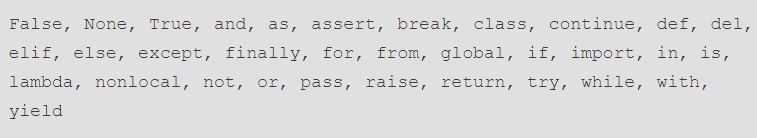 False, None, True, and, as, assert, break, class, continue, def, del,
elif, else, except, finally, for, from, global, if, import, in, is,
lambda, nonlocal, not, or, pass, raise, return, try, while, with,
yield